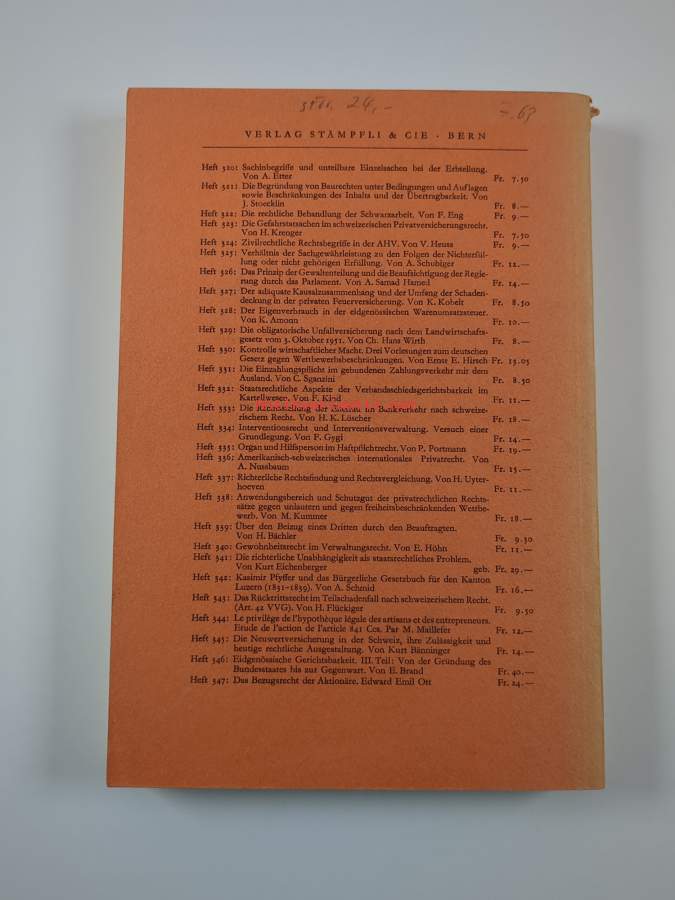 sFr. 24,-
VERLAG STÄMPFLI & CIE · BERN
Heft 320: Sachinbegriffe und unteilbare Einzelsachen bei der Erbteilung.
Von A. Etter Fr. 7.50
Heft 321: Die Begründung von Baurechten unter Bedingungen und Auflagen
sowie Beschränkungen des Inhalts und der Übertragbarkeit. Von
J. Stoecklin Fr. 8.—
Heft 322: Die rechtliche Behandlung der Schwarzarbeit. Von F. Eng Fr. 9.—
Heft 323: Die Gefahrstatsachen im schweizerischen Privatversicherungsrecht.
Von H. Krenger Fr. 7.50
Heft 324: Zivilrechtliche Rechtsbegriffe in der AHV. Von V. Heuss Fr. 9.—
Heft 325: Verhältnis der Sachgewährleistung zu den Folgen der Nichterfül-
lung oder nicht gehörigen Erfüllung. Von A. Schubiger Fr. 12.—
Heft 326: Das Prinzip der Gewaltenteilung und die Beaufsichtigung der Regie-
rung durch das Parlament. Von A. Samad Hamed Fr. 14.—
Heft 327: Der adäquate Kausalzusammenhang und der Umfang der Schaden-
deckung in der privaten Feuerversicherung. Von K. Kobelt Fr. 8.50
Heft 328: Der Eigenverbrauch in der eidgenössischen Warenumsatzsteuer.
Von K. Amonn Fr. 10.—
Heft 329: Die obligatorische Unfallversicherung nach dem Landwirtschafts-
gesetz vom 3. Oktober 1951. Von Ch. Hans Wirth Fr. 8.—
Heft 330: Kontrolle wirtschaftlicher Macht. Drei Vorlesungen zum deutschen
Gesetz gegen Wettbewerbsbeschränkungen. Von Ernst E. Hirsch Fr. 13.05
Heft 331: Die Einzahlungspflicht im gebundenen Zahlungsverkehr mit dem
Ausland. Von C. Sganzini Fr. 8.50
Heft 332: Staatsrechtliche Aspekte der Verbandsschiedsgerichtsbarkeit im
Kartellwesen. Von F. Kind Fr. 11.—
Heft 333: Die Rechtsstellung der Banken im Bankverkehr nach schweize-
rischem Recht. Von H. K. Löscher Fr. 18.—
Heft 334: Interventionsrecht und Interventionsverwaltung. Versuch einer
Grundlegung. Von F. Gygi Fr. 14.—
Heft 335: Organ und Hilfsperson im Haftpflichtrecht. Von P. Portmann Fr. 19.—
Heft 336: Amerikanisch-schweizerisches internationales Privatrecht. Von
A. Nussbaum Fr. 15.—
Heft 337: Richterliche Rechtsfindung und Rechtsvergleichung. Von H. Uyter-
hoeven Fr. 11.—
Heft 338: Anwendungsbereich und Schutzgut der privatrechtlichen Rechts-
sätze gegen unlautern und gegen freiheitsbeschränkenden Wettbe-
werb. Von M. Kummer Fr. 18.—
Heft 339: Über den Beizug eines Dritten durch den Beauftragten.
Von H. Bächler Fr. 9.50
Heft 340: Gewohnheitsrecht im Verwaltungsrecht. Von E. Höhn Fr. 11.—
Heft 341: Die richterliche Unabhängigkeit als staatsrechtliches Problem.
Von Kurt Eichenberger geb. Fr. 29.—
Heft 342: Kasimir Pfyffer und das Bürgerliche Gesetzbuch für den Kanton
Luzern (1831–1839). Von A. Schmid Fr. 16.—
Heft 343: Das Rücktrittsrecht im Teilschadenfall nach schweizerischem Recht.
(Art. 42 VVG). Von H. Flückiger Fr. 9.50
Heft 344: Le privilège de l'hypothèque légale des artisans et des entrepreneurs.
Etude de l'action de l'article 841 Ccs. Par M. Maillefer Fr. 12.—
Heft 345: Die Neuwertversicherung in der Schweiz, ihre Zulässigkeit und
heutige rechtliche Ausgestaltung. Von Kurt Bänninger Fr. 14.—
Heft 346: Eidgenössische Gerichtsbarkeit. III. Teil: Von der Gründung des
Bundesstaates bis zur Gegenwart. Von E. Brand Fr. 40.—
Heft 347: Das Bezugsrecht der Aktionäre. Edward Emil Ott Fr. 24.—